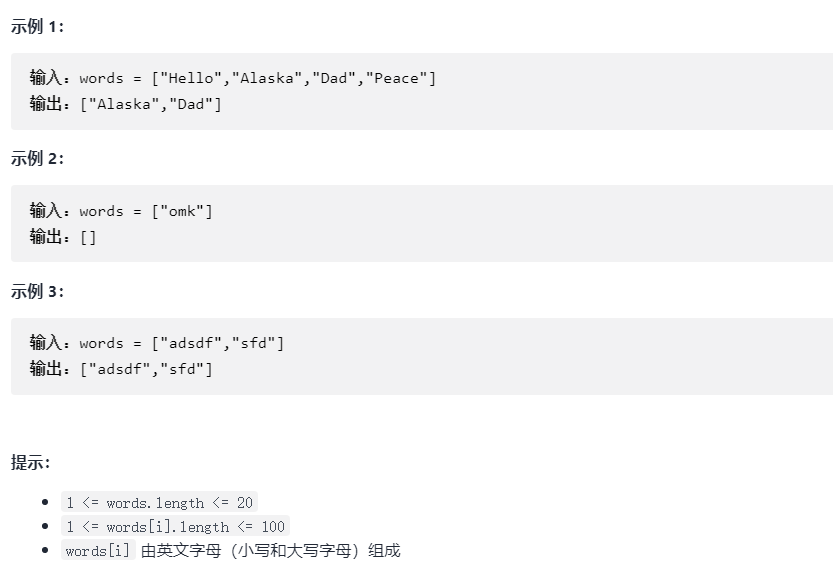 示例 1：
输入：words = ["Hello","Alaska","Dad","Peace"]
输出：["Alaska","Dad"]
示例 2：
输入：words = ["omk"]
输出：[]
示例 3：
输入：words = ["adsdf","sfd"]
输出：["adsdf","sfd"]
提示：
1 <= words.length <= 20
1 <= words[i].length <= 100
words[i] 由英文字母（小写和大写字母）组成